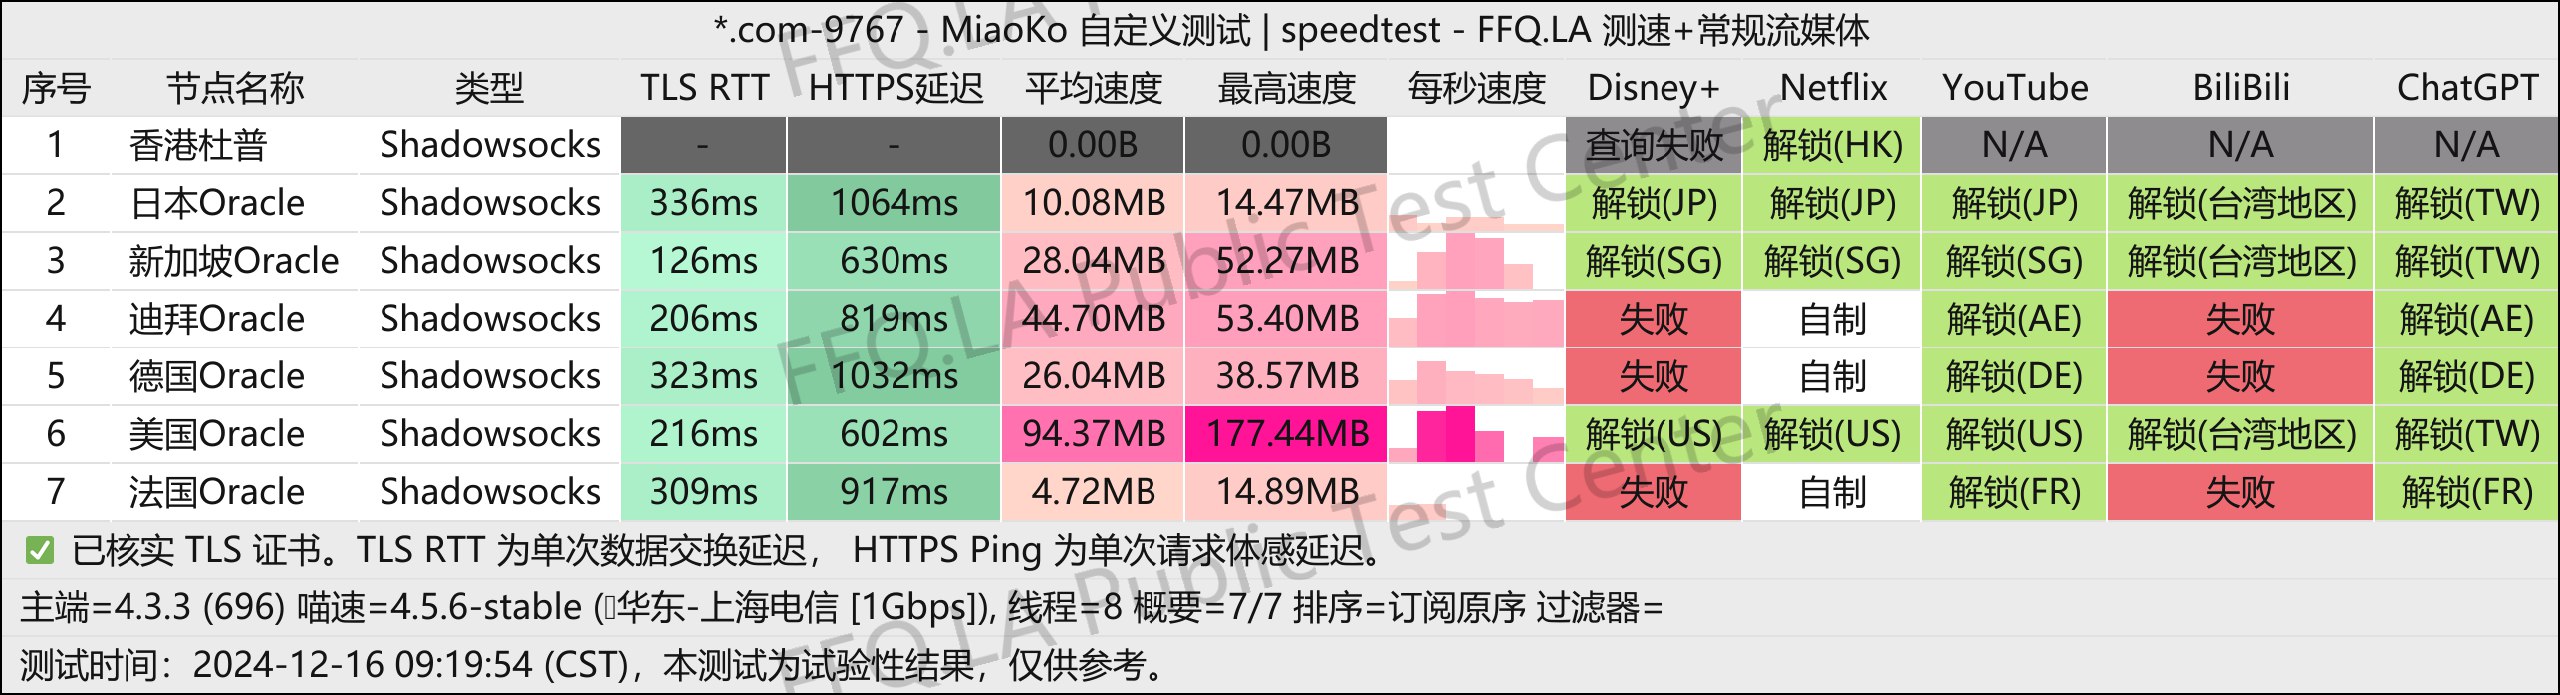 *.com-9767 - MiaoKo 自定义测试 | speedtest - FFQ.LA 测速+常规流媒体
序号 节点名称 类型 TLS RTT HTTPS延迟 平均速度 最高速度 每秒速度 Disney+ Netflix YouTube BiliBili ChatGPT
1 香港杜普 Shadowsocks - - 0.00B 0.00B 查询失败 解锁(HK) N/A N/A N/A
2 日本Oracle Shadowsocks 336ms 1064ms 10.08MB 14.47MB 解锁(JP) 解锁(JP) 解锁(JP) 解锁(台湾地区) 解锁(TW)
3 新加坡Oracle Shadowsocks 126ms 630ms 28.04MB 52.27MB 解锁(SG) 解锁(SG) 解锁(SG) 解锁(台湾地区) 解锁(TW)
4 迪拜Oracle Shadowsocks 206ms 819ms 44.70MB 53.40MB 失败 自制 解锁(AE) 失败 解锁(AE)
5 德国Oracle Shadowsocks 323ms 1032ms 26.04MB 38.57MB 失败 自制 解锁(DE) 失败 解锁(DE)
6 美国Oracle Shadowsocks 216ms 602ms 94.37MB 177.44MB 解锁(US) 解锁(US) 解锁(US) 解锁(台湾地区) 解锁(TW)
7 法国Oracle Shadowsocks 309ms 917ms 4.72MB 14.89MB 失败 自制 解锁(FR) 失败 解锁(FR)
✅ 已核实 TLS 证书。TLS RTT 为单次数据交换延迟， HTTPS Ping 为单次请求体感延迟。
主端=4.3.3 (696) 喵速=4.5.6-stable (华东-上海电信 [1Gbps]), 线程=8 概要=7/7 排序=订阅原序 过滤器=
测试时间：2024-12-16 09:19:54 (CST)，本测试为试验性结果，仅供参考。
FFQ.LA Public Test Center
FFQ.LA Public Test Center